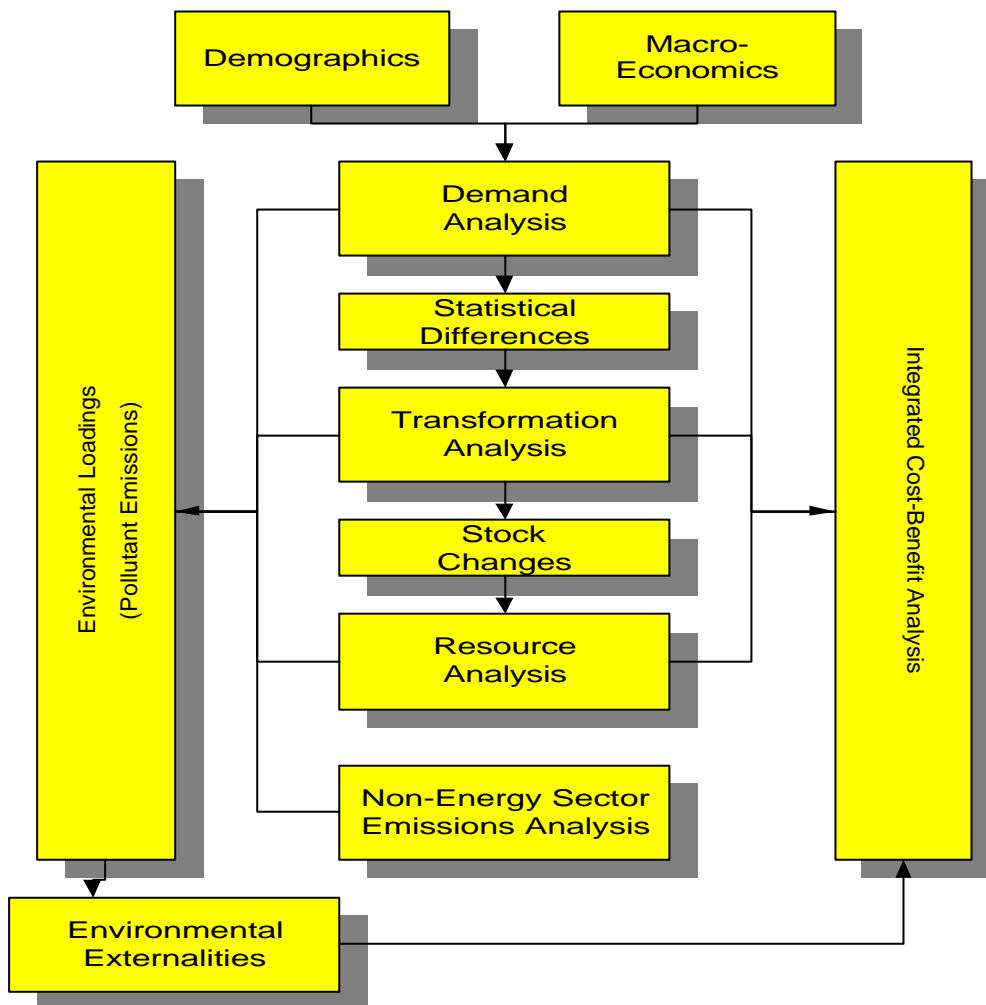 Demographics
Macro-
Economics
Demand
Analysis
Statistical
Differences
Transformation
Analysis
Stock
Changes
Resource
Analysis
Non-Energy Sector
Emissions Analysis
Environmental Loadings
(Pollutant Emissions)
Integrated Cost-Benefit Analysis
Environmental
Externalities